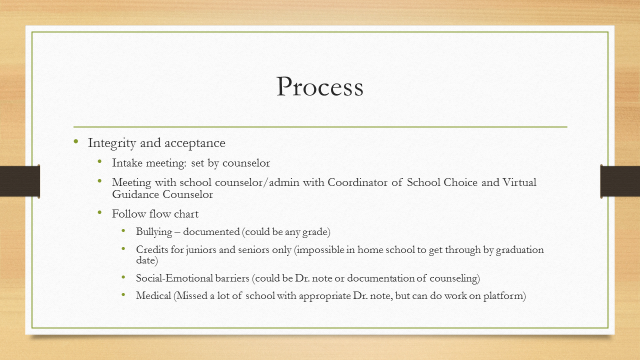 Process
Integrity and acceptance
Intake meeting: set by counselor
Meeting with school counselor/admin with Coordinator of School Choice and Virtual
Guidance Counselor
Follow flow chart
Bullying – documented (could be any grade)
Credits for juniors and seniors only (impossible in home school to get through by graduation
date)
Social-Emotional barriers (could be Dr. note or documentation of counseling)
Medical (Missed a lot of school with appropriate Dr. note, but can do work on platform)